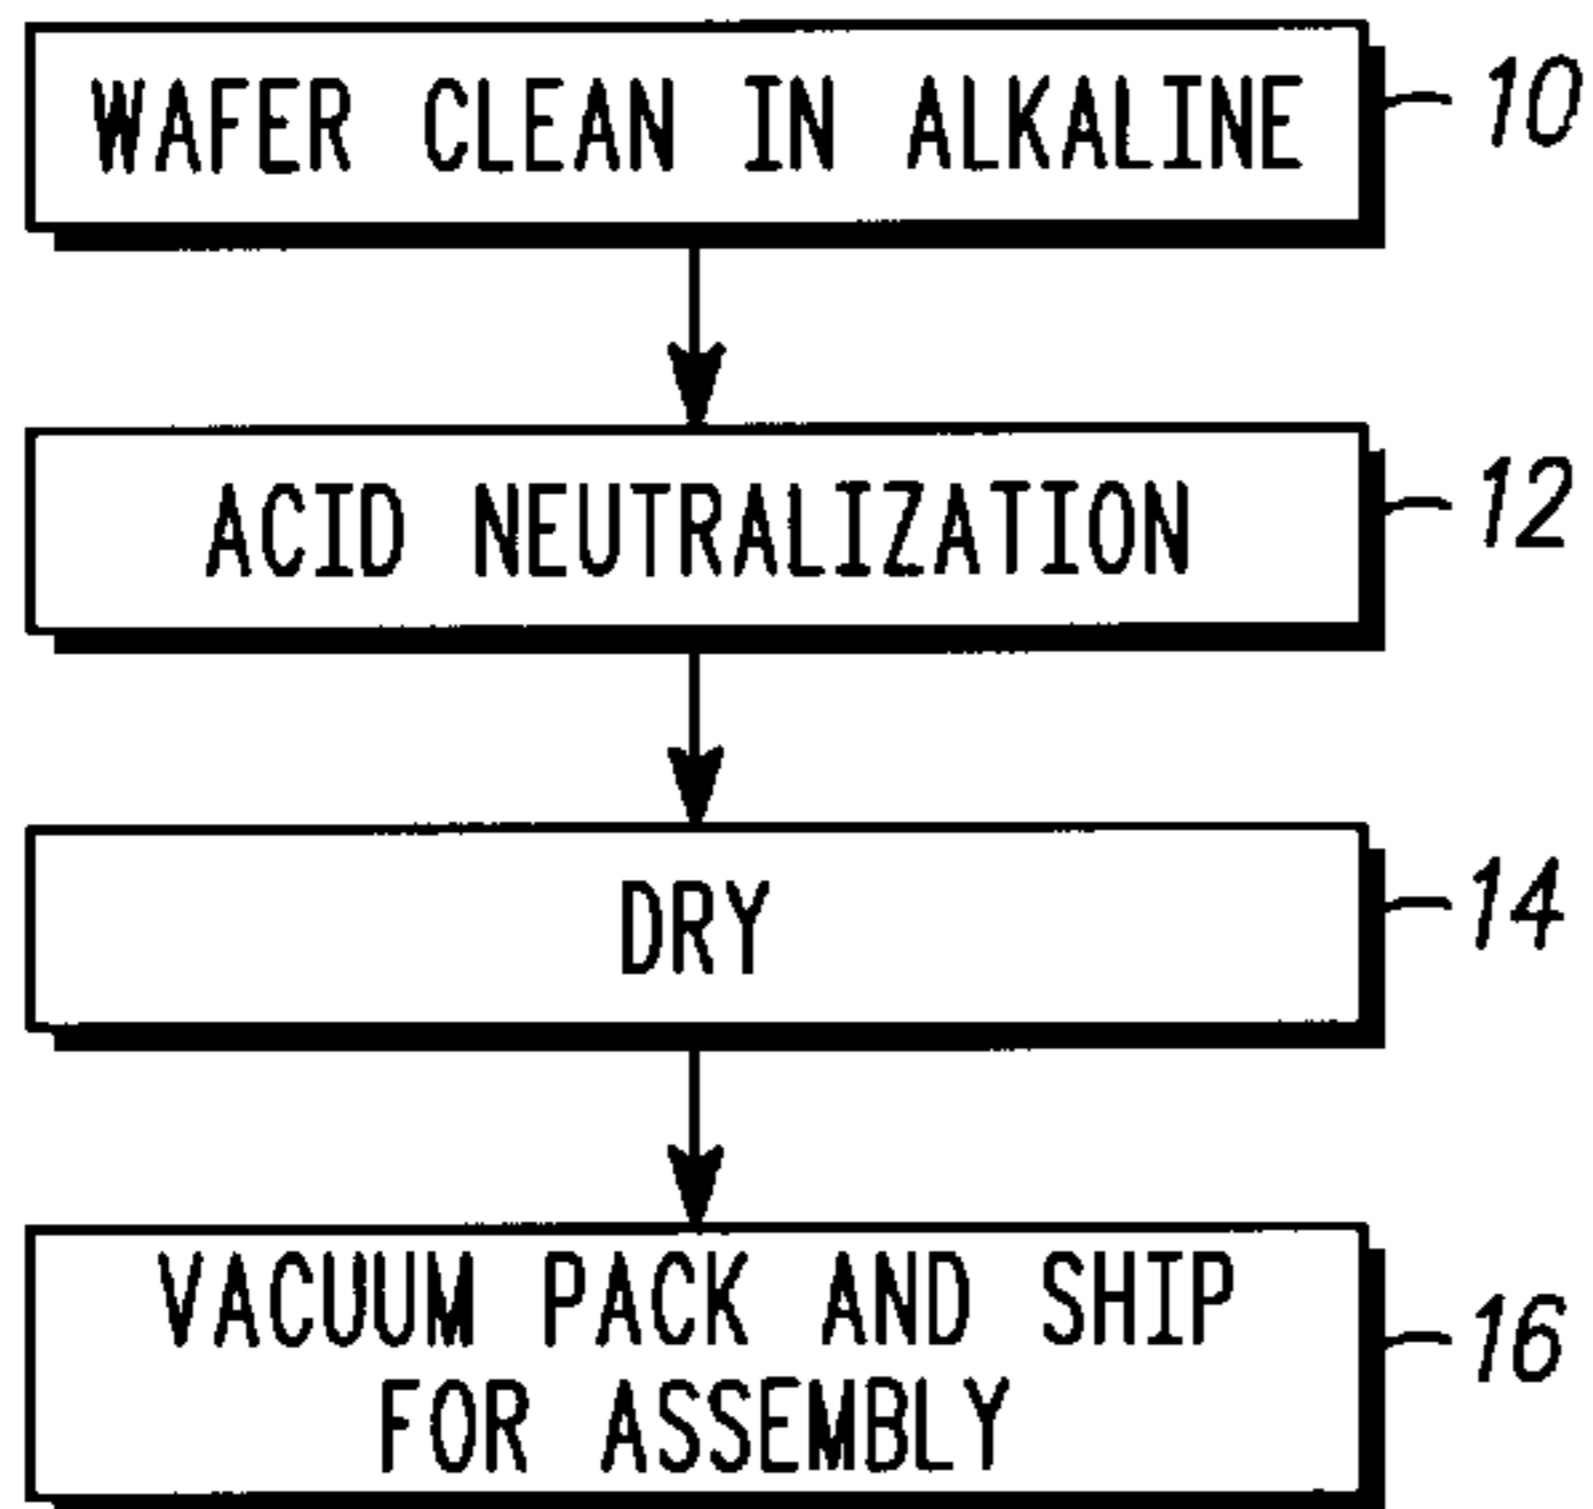 WAFER CLEAN IN ALKALINE
10
ACID NEUTRALIZATION
12
DRY
14
VACUUM PACK AND SHIP
FOR ASSEMBLY
16